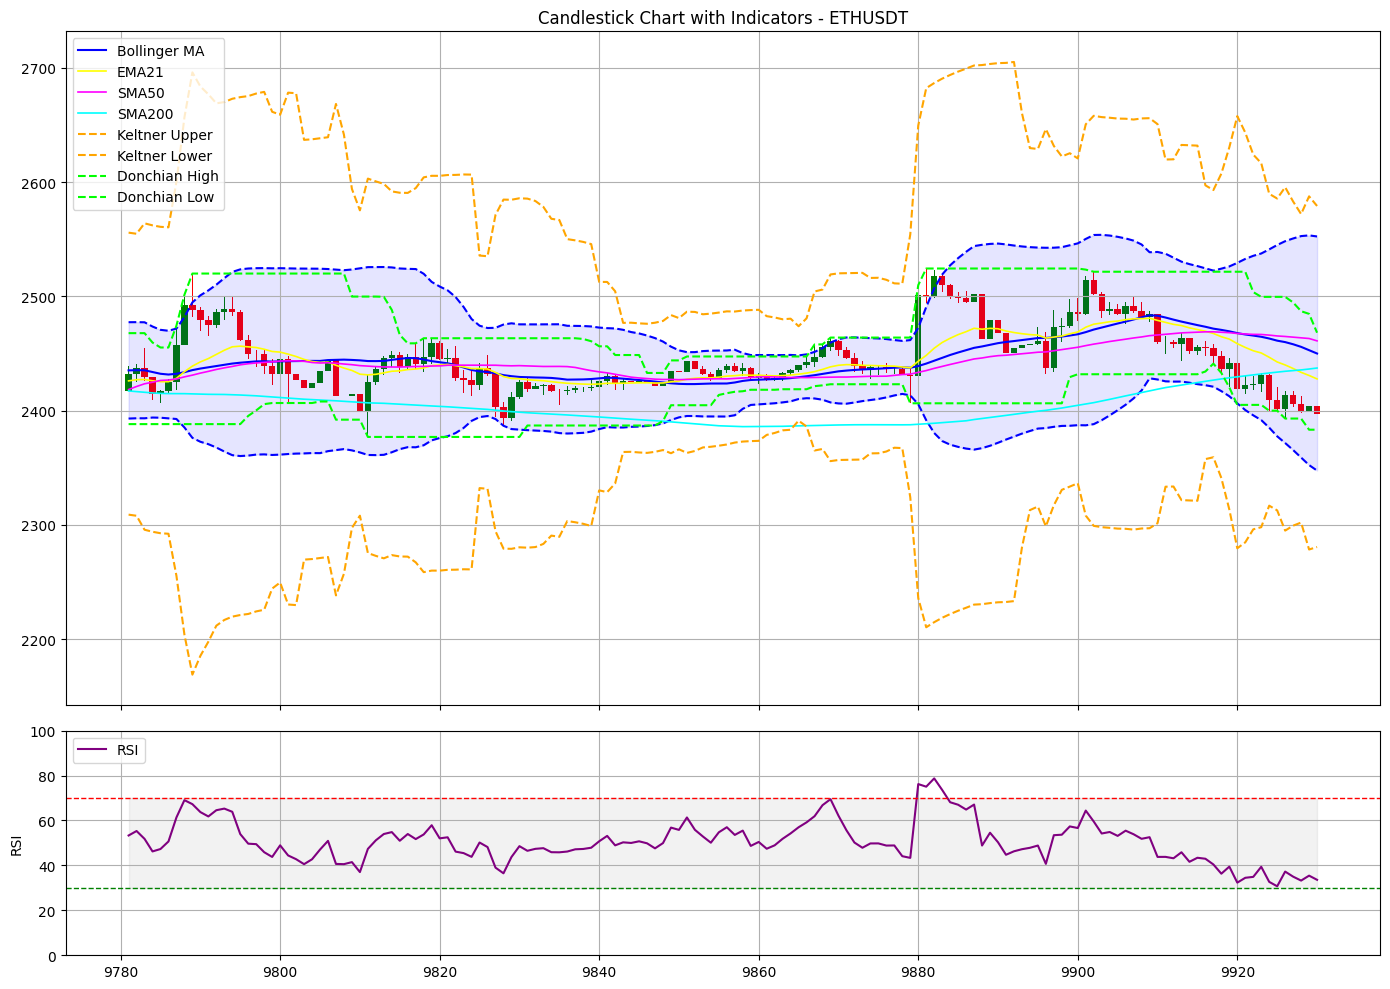 Candlestick Chart with Indicators - ETHUSDT
Bollinger MA
EMA21
SMA50
SMA200
Keltner Upper
Keltner Lower
Donchian High
Donchian Low
2700
2600
2500
2400
2300
2200
RSI
100
80
60
40
20
0
RSI
9780 9800 9820 9840 9860 9880 9900 9920